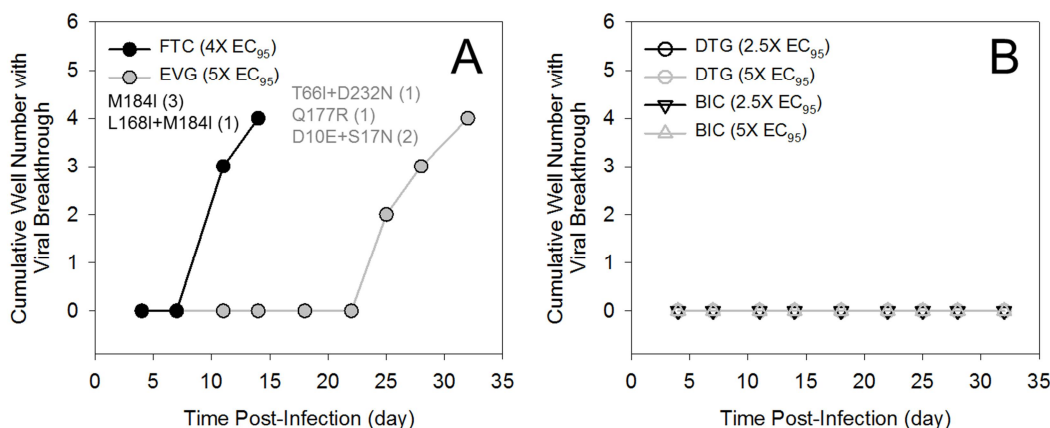 A
FTC (4X EC95)
EVG (5X EC95)
M184I (3)
L168I+M184I (1)
T66I+D232N (1)
Q177R (1)
D10E+S17N (2)
Cumulative Well Number with
Viral Breakthrough
6
5
4
3
2
1
0
0 5 10 15 20 25 30 35
Time Post-Infection (day)
B
DTG (2.5X EC95)
DTG (5X EC95)
BIC (2.5X EC95)
BIC (5X EC95)
Cumulative Well Number with
Viral Breakthrough
6
5
4
3
2
1
0
0 5 10 15 20 25 30 35
Time Post-Infection (day)